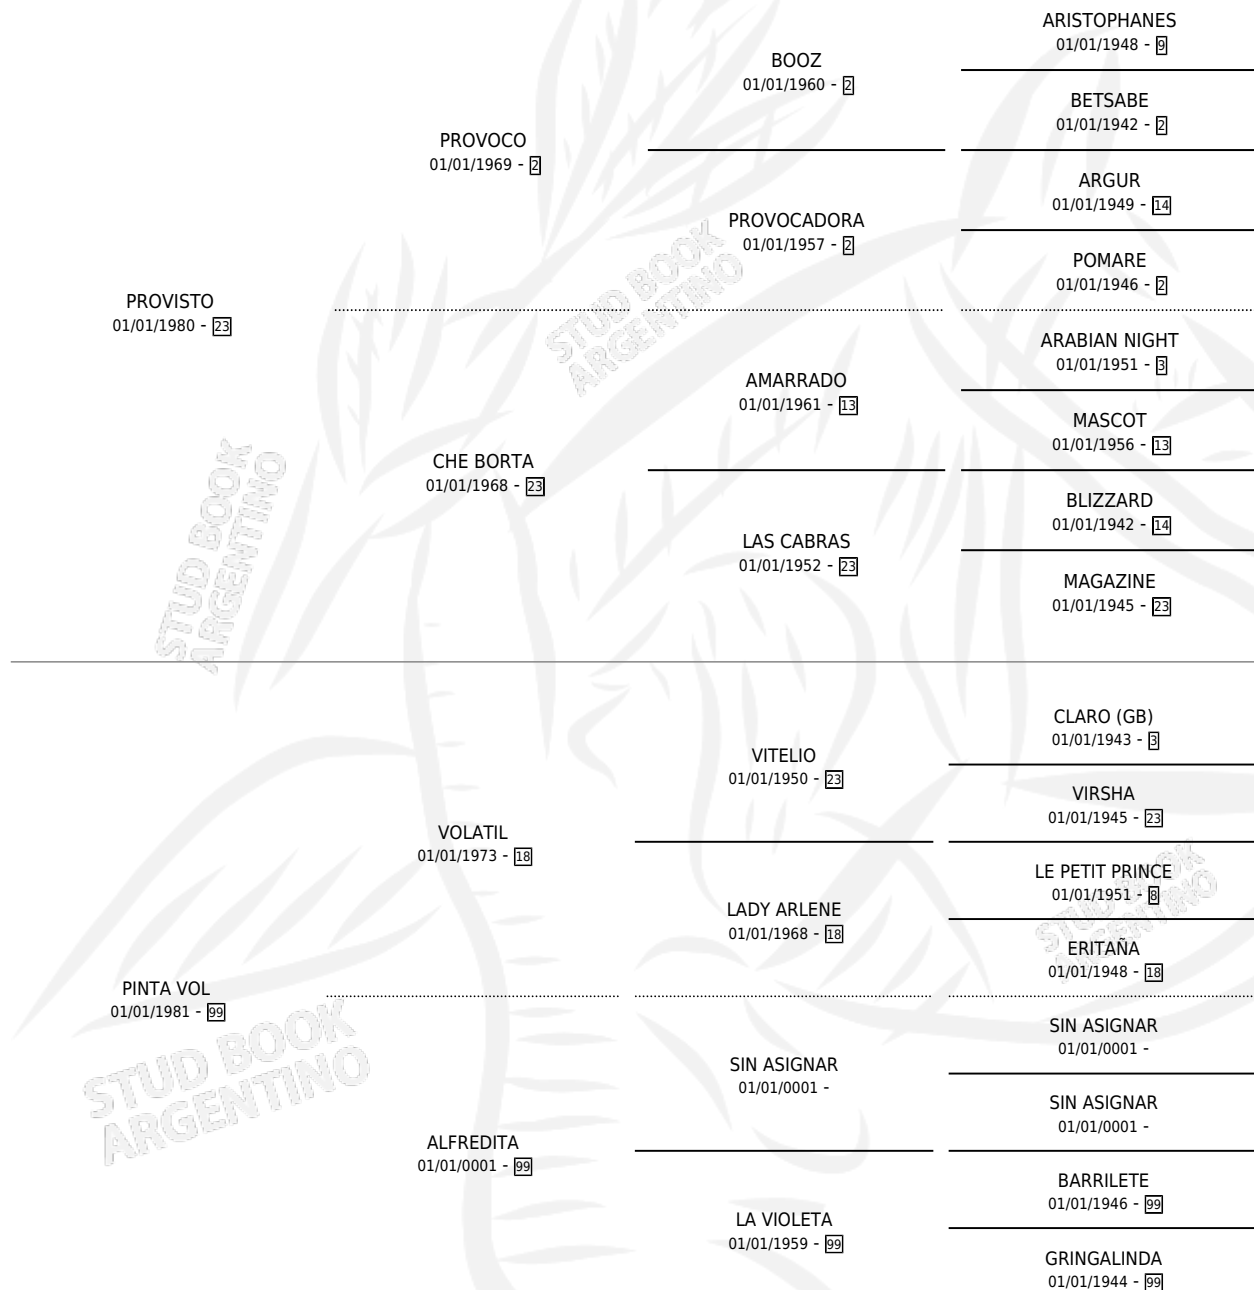 ARISTOPHANES
01/01/1948 - 9
BOOZ
01/01/1960 - 2
BETSABE
01/01/1942 - 2
PROVOCO
01/01/1969 - 2
ARGUR
01/01/1949 - 14
PROVOCADORA
01/01/1957 - 2
POMARE
01/01/1946 - 2
PROVISTO
01/01/1980 - 23
ARABIAN NIGHT
01/01/1951 - 3
AMARRADO
01/01/1961 - 13
MASCOT
01/01/1956 - 13
CHE BORTA
01/01/1968 - 23
BLIZZARD
01/01/1942 - 14
LAS CABRAS
01/01/1952 - 23
MAGAZINE
01/01/1945 - 23
CLARO (GB)
01/01/1943 - 3
VITELIO
01/01/1950 - 23
VIRSHA
01/01/1945 - 23
VOLATIL
01/01/1973 - 18
LE PETIT PRINCE
01/01/1951 - 8
LADY ARLENE
01/01/1968 - 18
ERITAÑA
01/01/1948 - 18
PINTA VOL
01/01/1981 - 99
SIN ASIGNAR
01/01/0001 -
SIN ASIGNAR
01/01/0001 -
SIN ASIGNAR
01/01/0001 -
ALFREDITA
01/01/0001 - 99
BARRILETE
01/01/1946 - 99
LA VIOLETA
01/01/1959 - 99
GRINGALINDA
01/01/1944 - 99
STUD BOOK
ARGENTINO
STUD BOOK
ARGENTINO
STUD BOOK
ARGENTINO
STUD BOOK
ARGENTINO